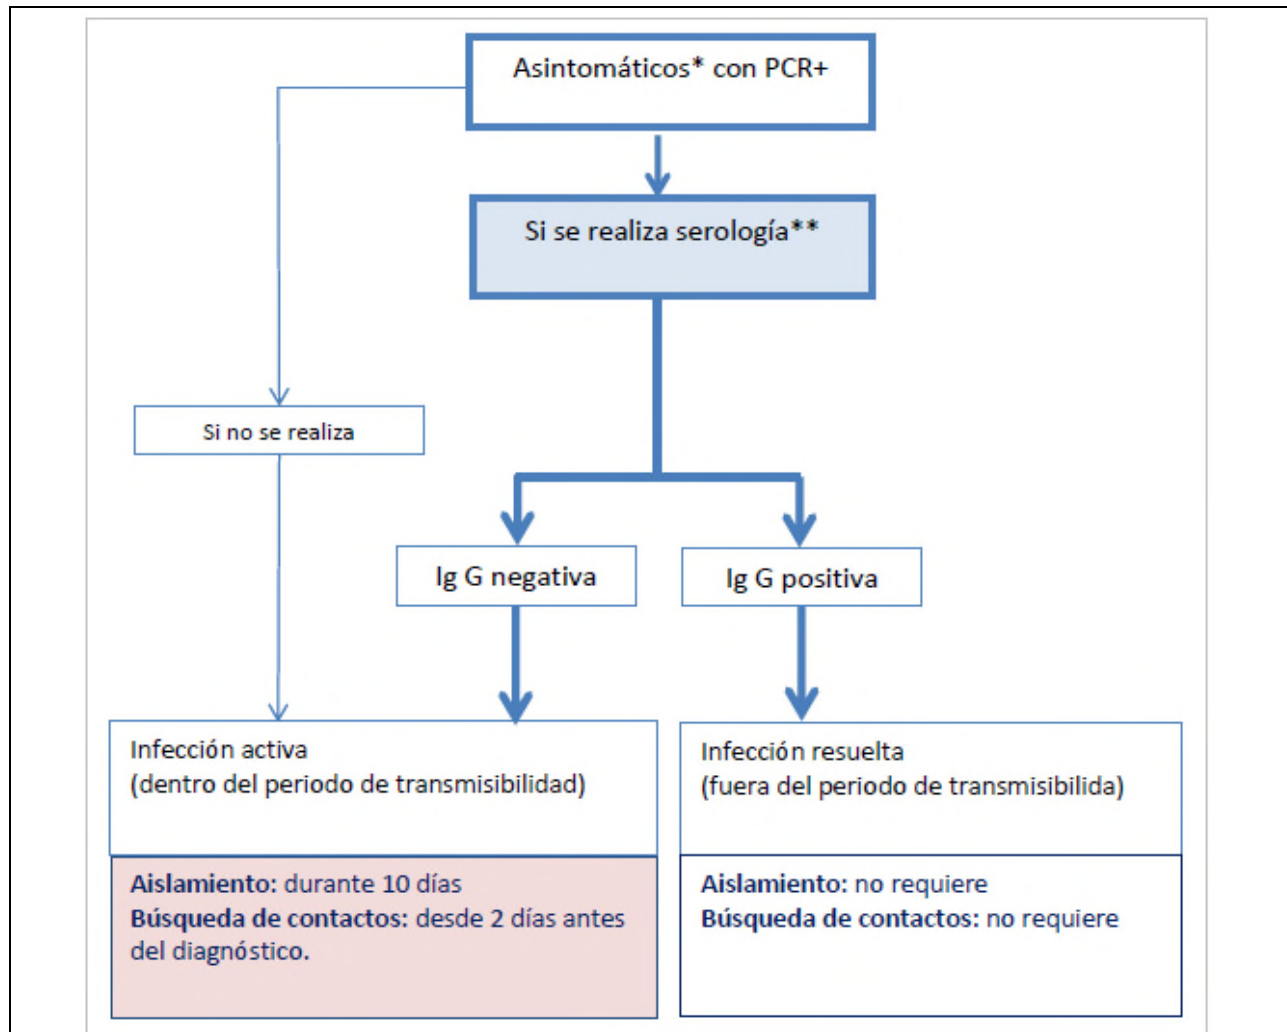 Asintomáticos* con PCR+
Si se realiza serología**
Si no se realiza
Ig G negativa
Ig G positiva
Infección activa
(dentro del periodo de transmisibilidad)
Aislamiento: durante 10 días
Búsqueda de contactos: desde 2 días antes
del diagnóstico.
Infección resuelta
(fuera del periodo de transmisibilida)
Aislamiento: no requiere
Búsqueda de contactos: no requiere